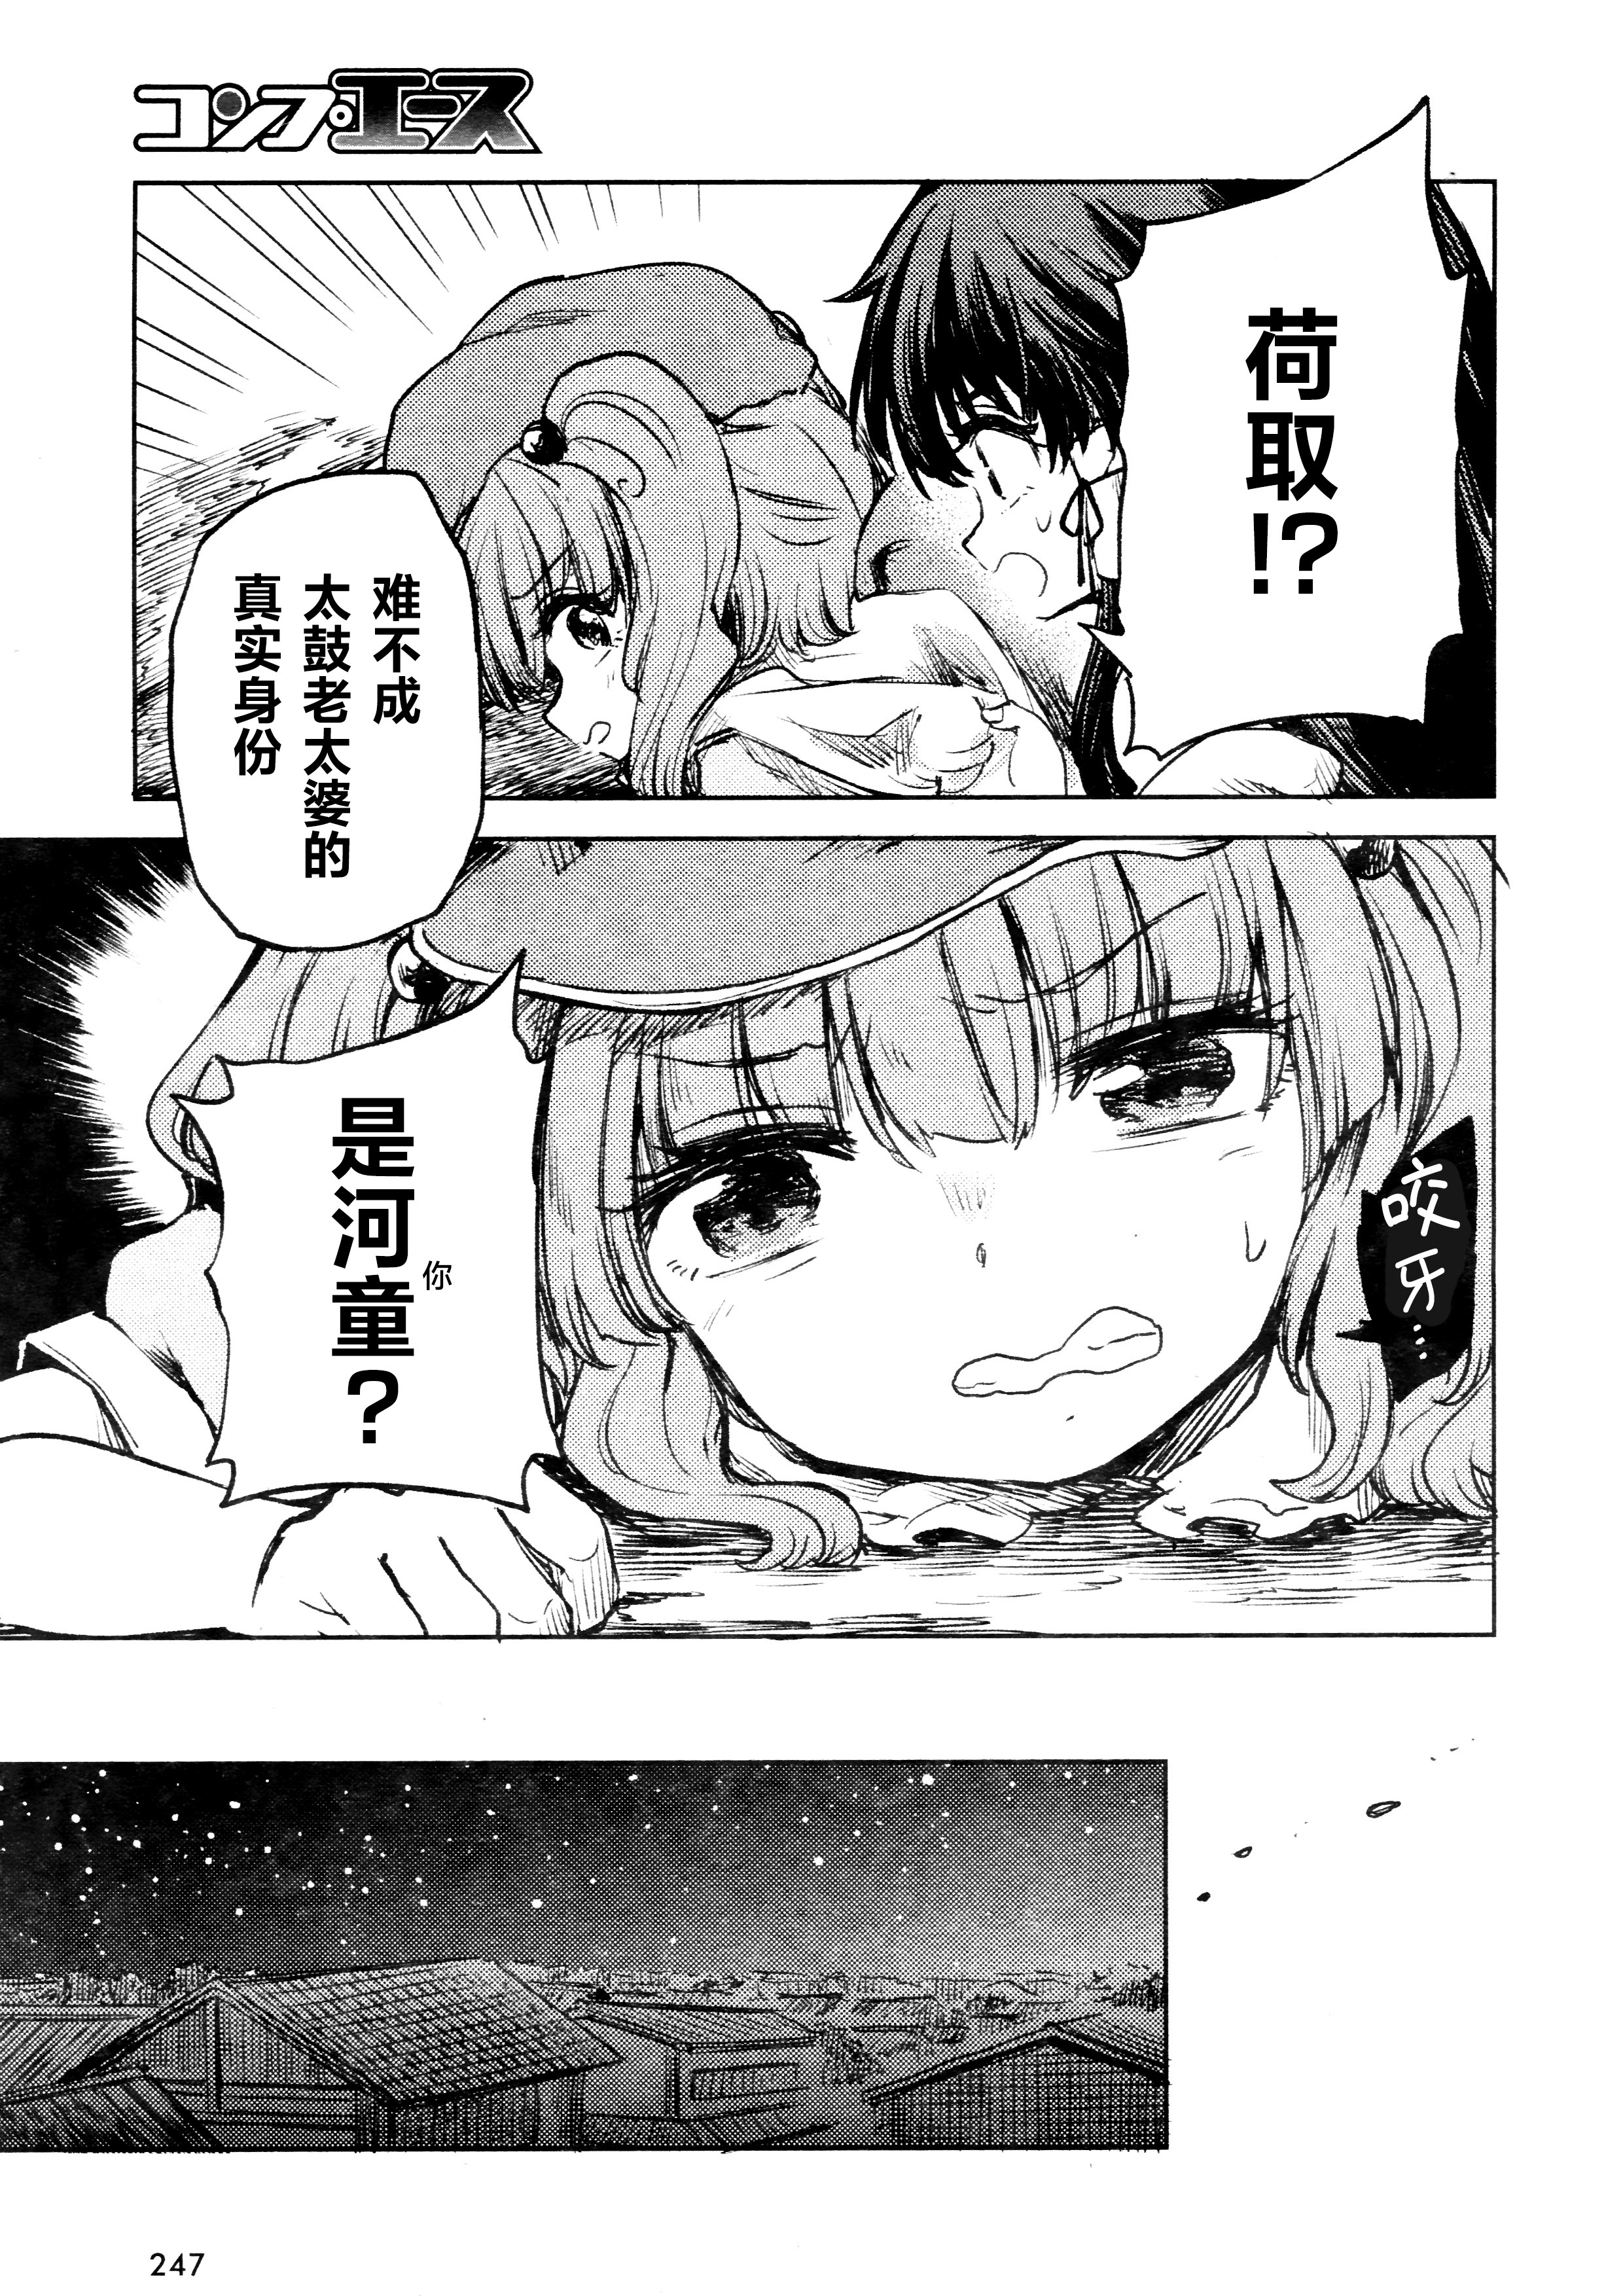 コンプエース
荷取!?
难不成
太鼓老太婆的
真实身份
是河童?
你
咬牙…
247